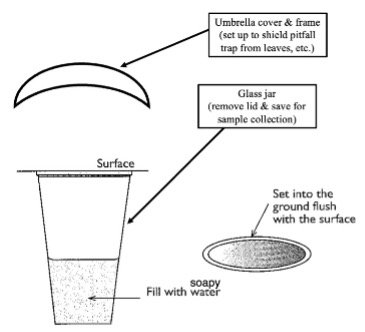 Umbrella cover & frame
(set up to shield pitfall
trap from leaves, etc.)
Glass jar
(remove lid & save for
sample collection)
Surface
Set into the
ground flush
with the surface
soapy
Fill with water